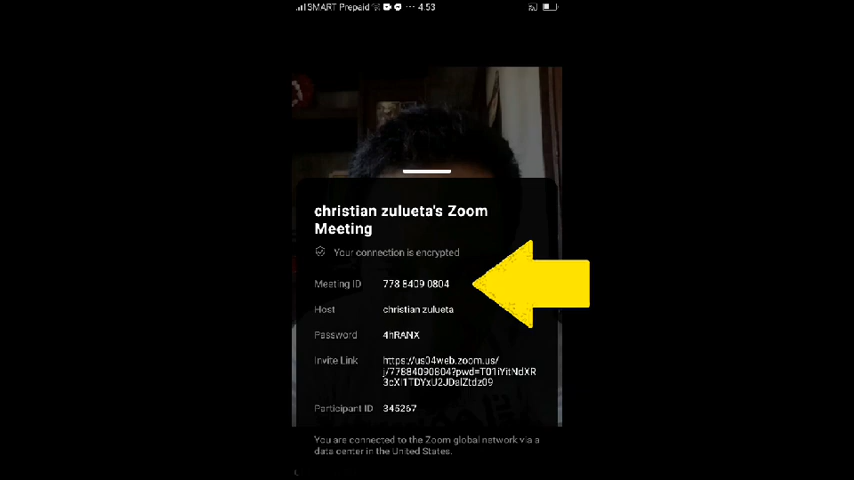 SMART Prepaid ··· 4:53
christian zulueta's Zoom
Meeting
Your connection is encrypted
Meeting ID 778 8409 0804
Host christian zulueta
Password 4hRANX
Invite Link https://us04web.zoom.us/
j/77884090804?pwd=T01iYitNdXR
3cXl1TDYxU2JDalZtdz09
Participant ID 345267
You are connected to the Zoom global network via a
data center in the United States.